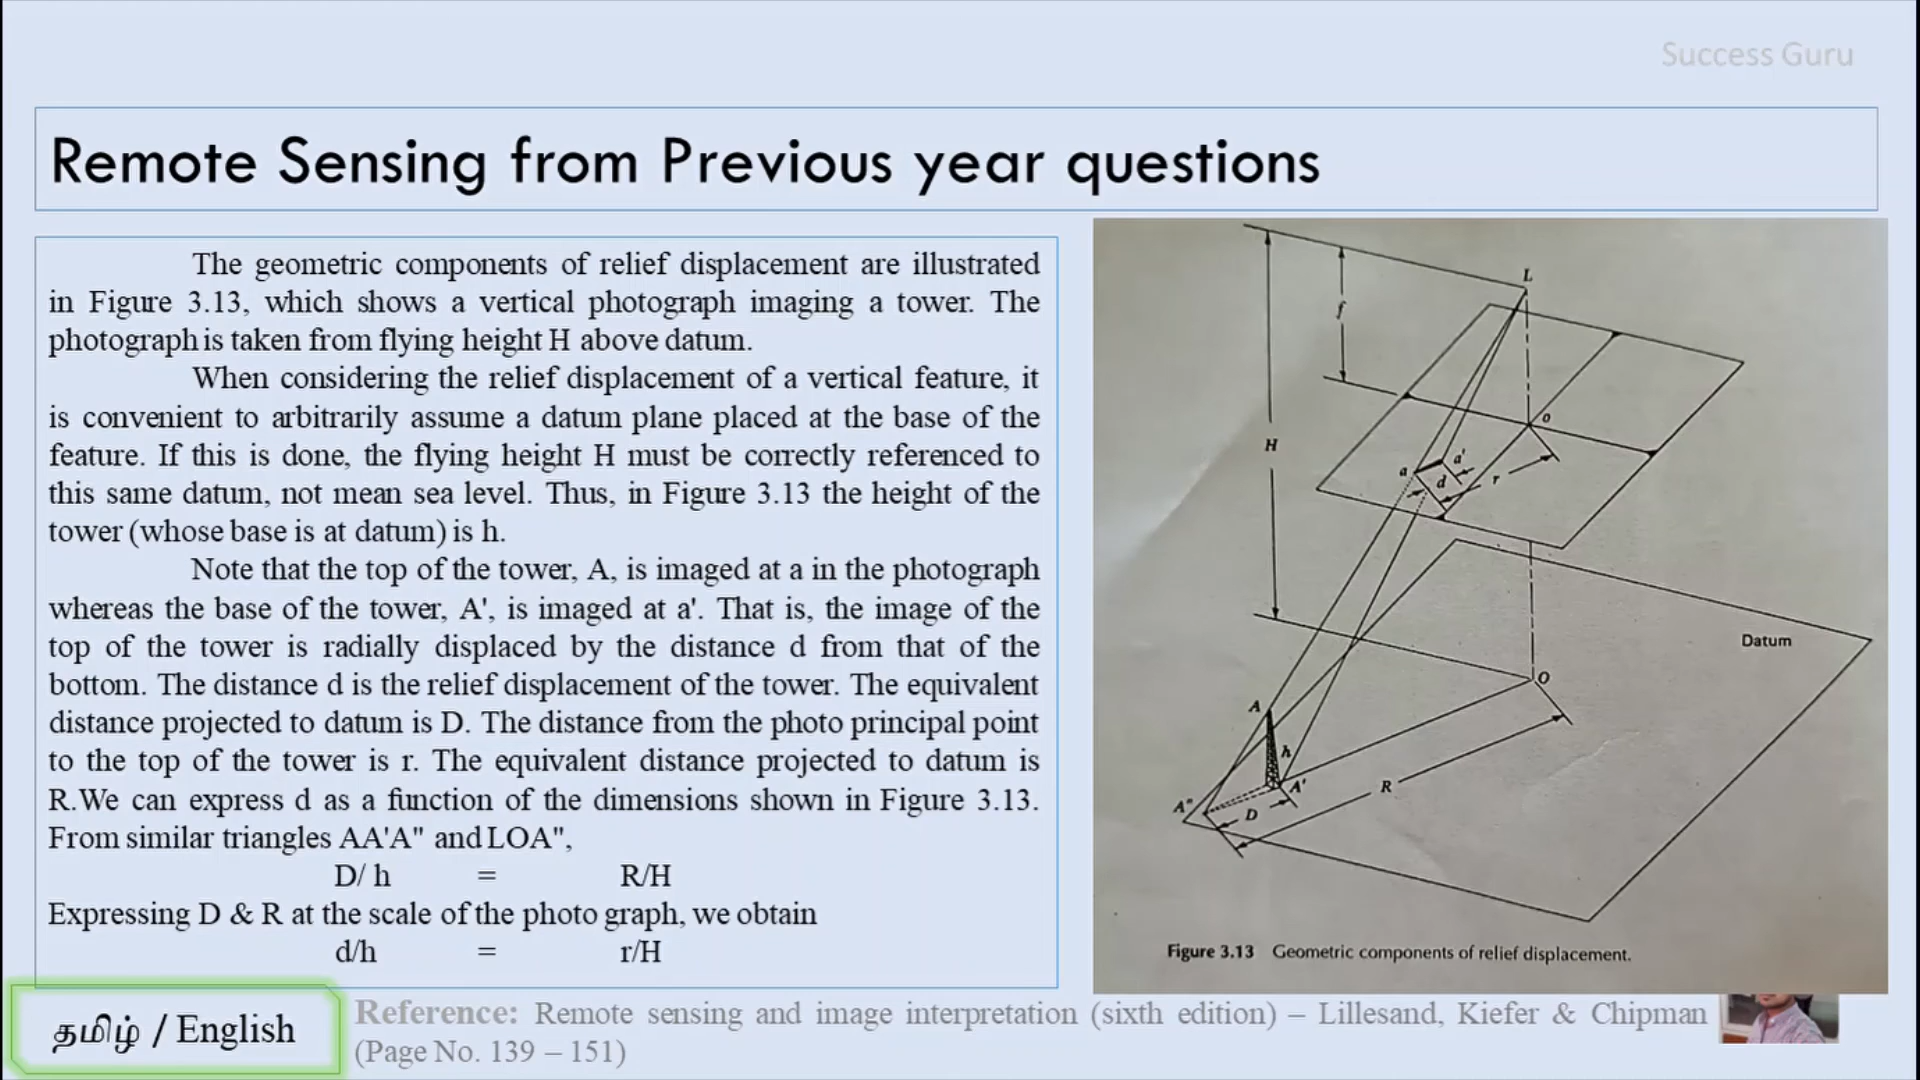 Success Guru
Remote Sensing from Previous year questions
The geometric components of relief displacement are illustrated
in Figure 3.13, which shows a vertical photograph imaging a tower. The
photograph is taken from flying height H above datum.
When considering the relief displacement of a vertical feature, it
is convenient to arbitrarily assume a datum plane placed at the base of the
feature. If this is done, the flying height H must be correctly referenced to
this same datum, not mean sea level. Thus, in Figure 3.13 the height of the
tower (whose base is at datum) is h.
Note that the top of the tower, A, is imaged at a in the photograph
whereas the base of the tower, A', is imaged at a'. That is, the image of the
top of the tower is radially displaced by the distance d from that of the
bottom. The distance d is the relief displacement of the tower. The equivalent
distance projected to datum is D. The distance from the photo principal point
to the top of the tower is r. The equivalent distance projected to datum is
R.We can express d as a function of the dimensions shown in Figure 3.13.
From similar triangles AA'A" and LOA",
D/ h = R/H
Expressing D & R at the scale of the photo graph, we obtain
d/h = r/H
L
f
H
o
a
a'
d
r
Datum
O
A
h
A'
A"
D
R
Figure 3.13 Geometric components of relief displacement.
தமிழ் / English
Reference: Remote sensing and image interpretation (sixth edition) – Lillesand, Kiefer & Chipman
(Page No. 139 – 151)